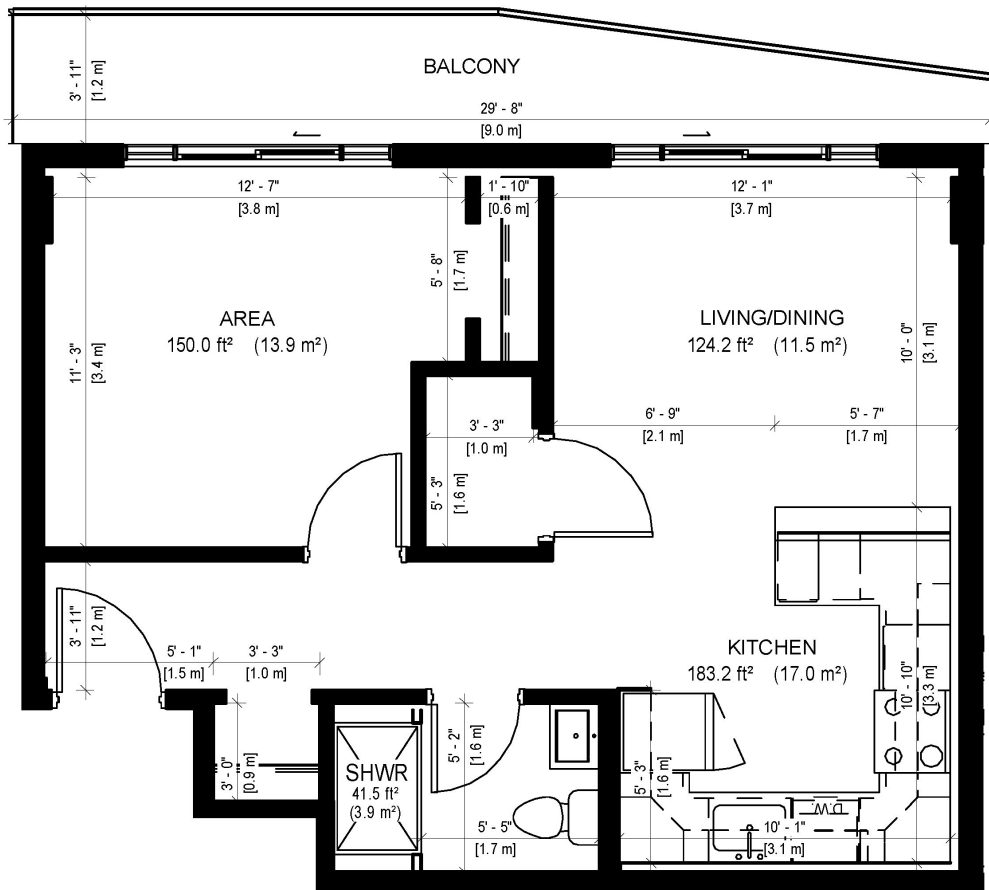 BALCONY
3' - 11"
[1.2 m]
29' - 8"
[9.0 m]
12' - 7"
[3.8 m]
1' - 10"
[0.6 m]
12' - 1"
[3.7 m]
5' - 8"
[1.7 m]
AREA
150.0 ft² (13.9 m²)
LIVING/DINING
124.2 ft² (11.5 m²)
11' - 3"
[3.4 m]
10' - 0"
[3.1 m]
3' - 3"
[1.0 m]
6' - 9"
[2.1 m]
5' - 7"
[1.7 m]
5' - 3"
[1.6 m]
3' - 11"
[1.2 m]
5' - 1"
[1.5 m]
3' - 3"
[1.0 m]
KITCHEN
183.2 ft² (17.0 m²)
10' - 10"
[3.3 m]
5' - 2"
[1.6 m]
3' - 0"
[0.9 m]
SHWR
41.5 ft²
(3.9 m²)
5' - 3"
[1.6 m]
D.W.
5' - 5"
[1.7 m]
10' - 1"
[3.1 m]